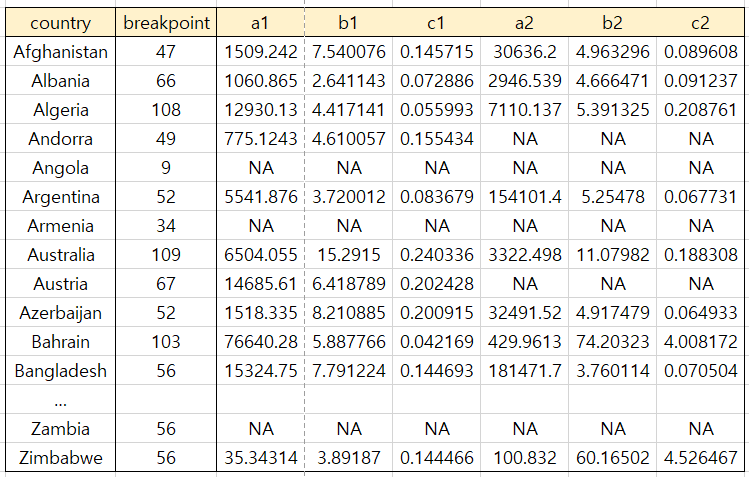 country breakpoint a1 b1 c1 a2 b2 c2
Afghanistan 47 1509.242 7.540076 0.145715 30636.2 4.963296 0.089608
Albania 66 1060.865 2.641143 0.072886 2946.539 4.666471 0.091237
Algeria 108 12930.13 4.417141 0.055993 7110.137 5.391325 0.208761
Andorra 49 775.1243 4.610057 0.155434 NA NA NA
Angola 9 NA NA NA NA NA NA
Argentina 52 5541.876 3.720012 0.083679 154101.4 5.25478 0.067731
Armenia 34 NA NA NA NA NA NA
Australia 109 6504.055 15.2915 0.240336 3322.498 11.07982 0.188308
Austria 67 14685.61 6.418789 0.202428 NA NA NA
Azerbaijan 52 1518.335 8.210885 0.200915 32491.52 4.917479 0.064933
Bahrain 103 76640.28 5.887766 0.042169 429.9613 74.20323 4.008172
Bangladesh 56 15324.75 7.791224 0.144693 181471.7 3.760114 0.070504
...
Zambia 56 NA NA NA NA NA NA
Zimbabwe 56 35.34314 3.89187 0.144466 100.832 60.16502 4.526467